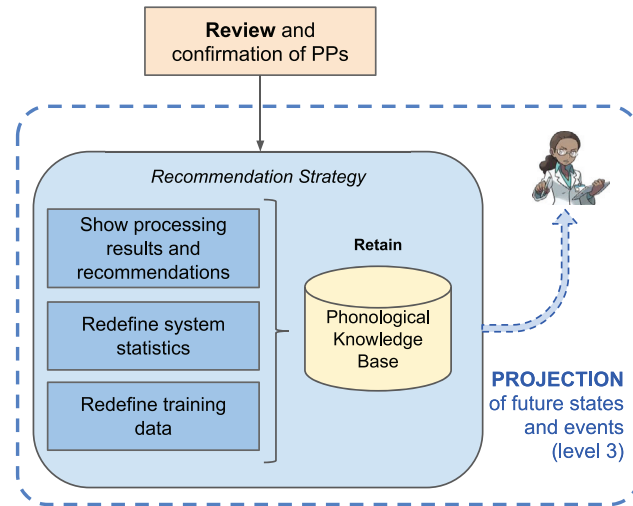 Review and
confirmation of PPs
Recommendation Strategy
Show processing
results and
recommendations
Redefine system
statistics
Redefine training
data
Retain
Phonological
Knowledge
Base
PROJECTION
of future states
and events
(level 3)